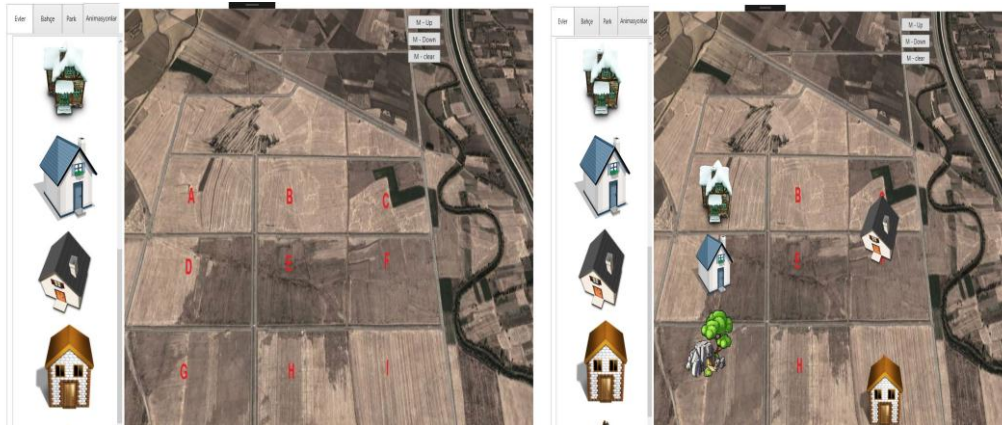 Evler Bahçe Park Animasyonlar
M - Up
M - Down
M - clear
A B C
D E F
G H I
Evler Bahçe Park Animasyonlar
M - Up
M - Down
M - clear
B
H